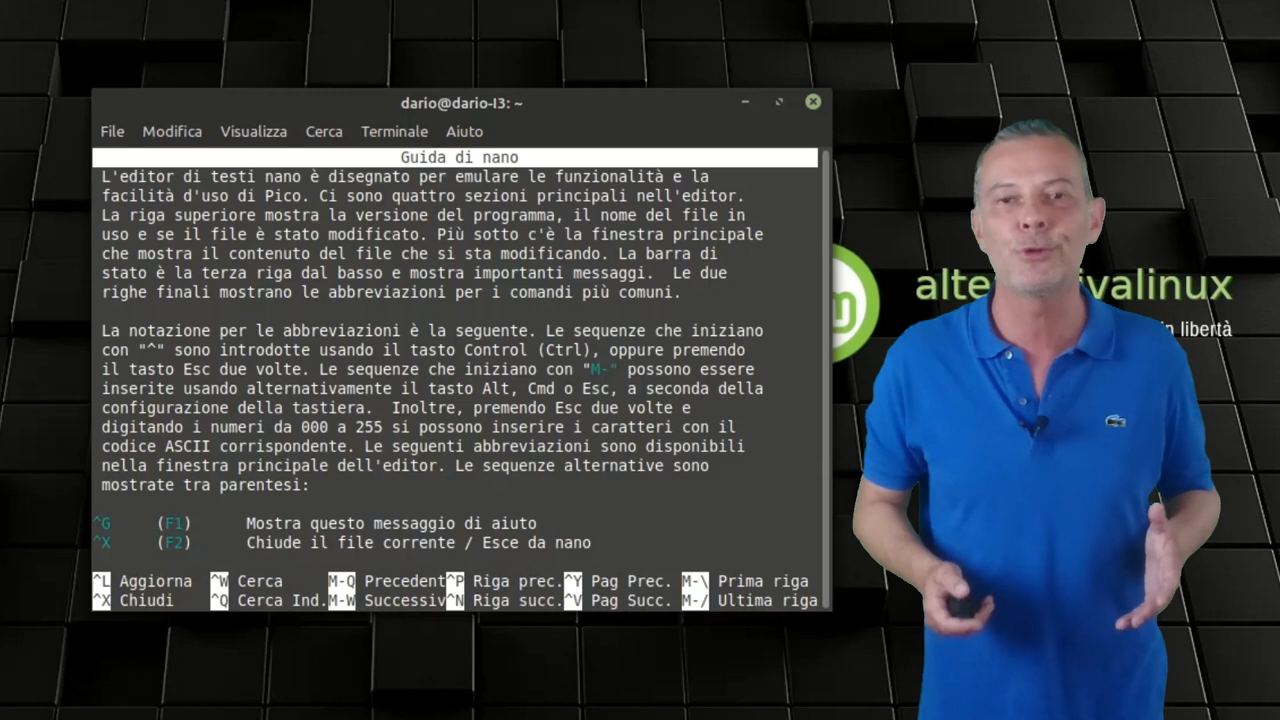 dario@dario-I3: ~
File Modifica Visualizza Cerca Terminale Aiuto
Guida di nano
L'editor di testi nano è disegnato per emulare le funzionalità e la
facilità d'uso di Pico. Ci sono quattro sezioni principali nell'editor.
La riga superiore mostra la versione del programma, il nome del file in
uso e se il file è stato modificato. Più sotto c'è la finestra principale
che mostra il contenuto del file che si sta modificando. La barra di
stato è la terza riga dal basso e mostra importanti messaggi.  Le due
righe finali mostrano le abbreviazioni per i comandi più comuni.
La notazione per le abbreviazioni è la seguente. Le sequenze che iniziano
con "^" sono introdotte usando il tasto Control (Ctrl), oppure premendo
il tasto Esc due volte. Le sequenze che iniziano con "M-" possono essere
inserite usando alternativamente il tasto Alt, Cmd o Esc, a seconda della
configurazione della tastiera.  Inoltre, premendo Esc due volte e
digitando i numeri da 000 a 255 si possono inserire i caratteri con il
codice ASCII corrispondente. Le seguenti abbreviazioni sono disponibili
nella finestra principale dell'editor. Le sequenze alternative sono
mostrate tra parentesi:
^G (F1) Mostra questo messaggio di aiuto
^X (F2) Chiude il file corrente / Esce da nano
^L Aggiorna ^W Cerca M-Q Precedent ^P Riga prec. ^Y Pag Prec. M-\ Prima riga
^X Chiudi ^Q Cerca Ind. M-W Successiv ^N Riga succ. ^V Pag Succ. M-/ Ultima riga
alte ivalinux
in libertà